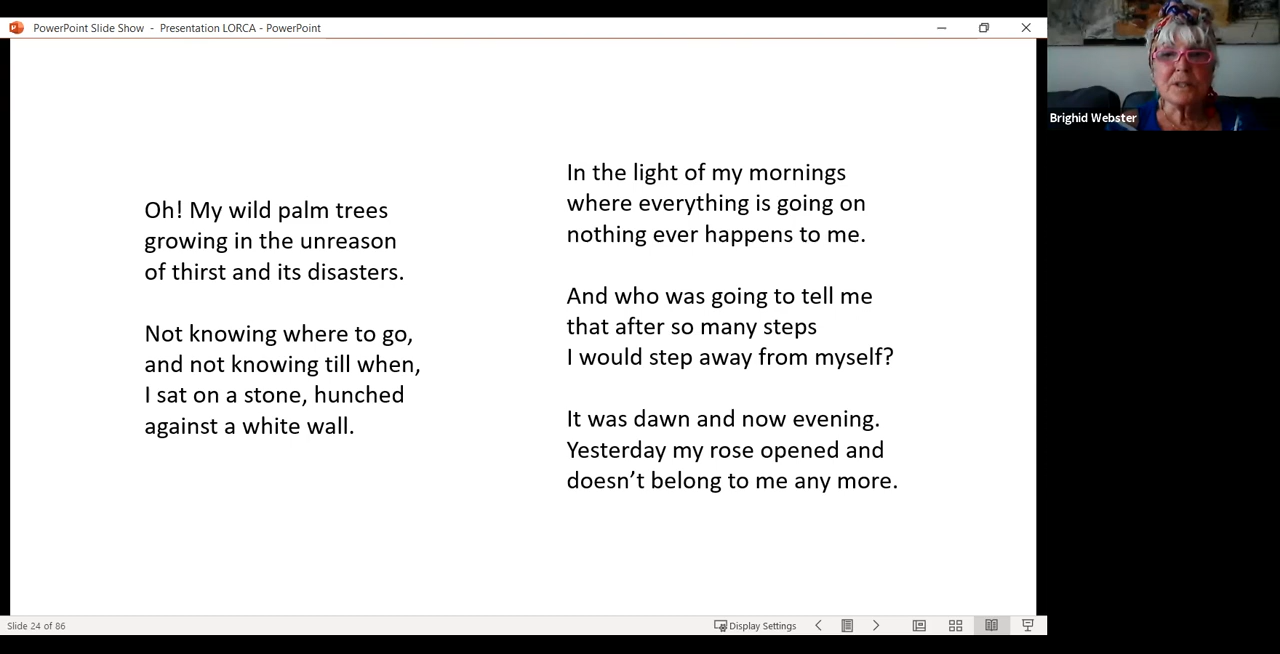 PowerPoint Slide Show - Presentation LORCA - PowerPoint
Brighid Webster
Oh! My wild palm trees
growing in the unreason
of thirst and its disasters.
Not knowing where to go,
and not knowing till when,
I sat on a stone, hunched
against a white wall.
In the light of my mornings
where everything is going on
nothing ever happens to me.
And who was going to tell me
that after so many steps
I would step away from myself?
It was dawn and now evening.
Yesterday my rose opened and
doesn’t belong to me any more.
Slide 24 of 86
Display Settings